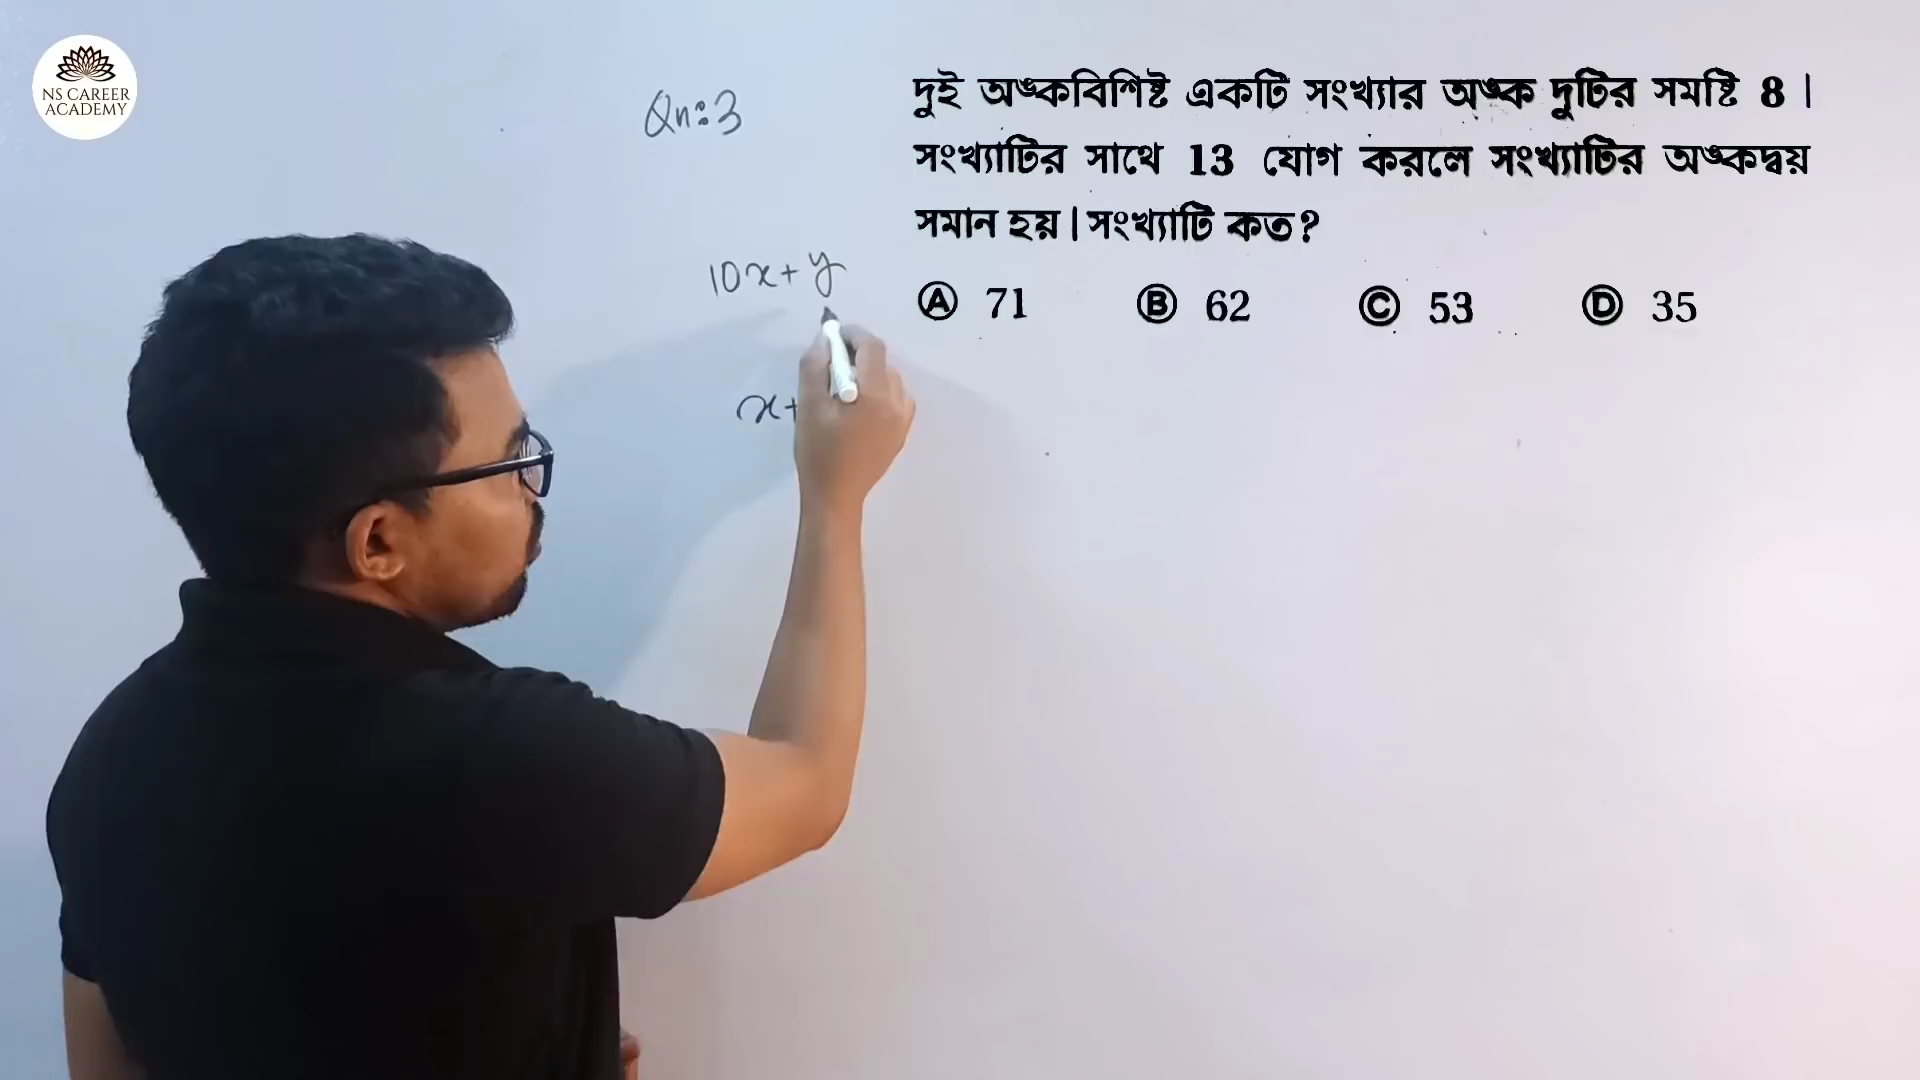 NS CAREER
ACADEMY
Qn:3
দুই অঙ্কবিশিষ্ট একটি সংখ্যার অঙ্ক দুটির সমষ্টি 8।
সংখ্যাটির সাথে 13 যোগ করলে সংখ্যাটির অঙ্কদ্বয়
সমান হয়। সংখ্যাটি কত?
A 71 B 62 C 53 D 35
10x+y
x+